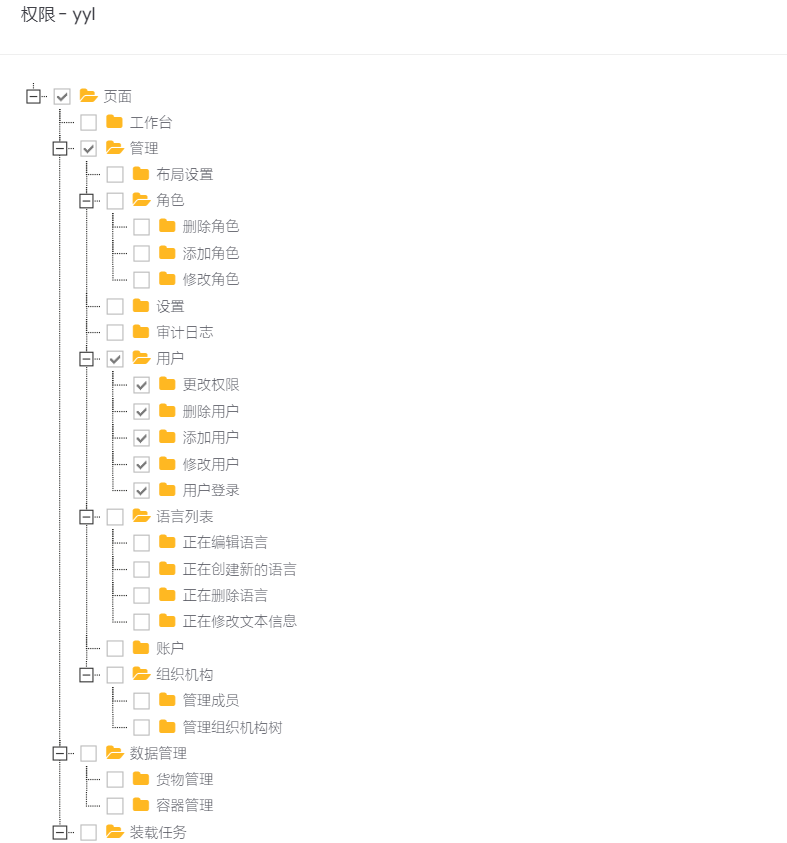 权限 - yyl
页面
工作台
管理
布局设置
角色
删除角色
添加角色
修改角色
设置
审计日志
用户
更改权限
删除用户
添加用户
修改用户
用户登录
语言列表
正在编辑语言
正在创建新的语言
正在删除语言
正在修改文本信息
账户
组织机构
管理成员
管理组织机构树
数据管理
货物管理
容器管理
装载任务